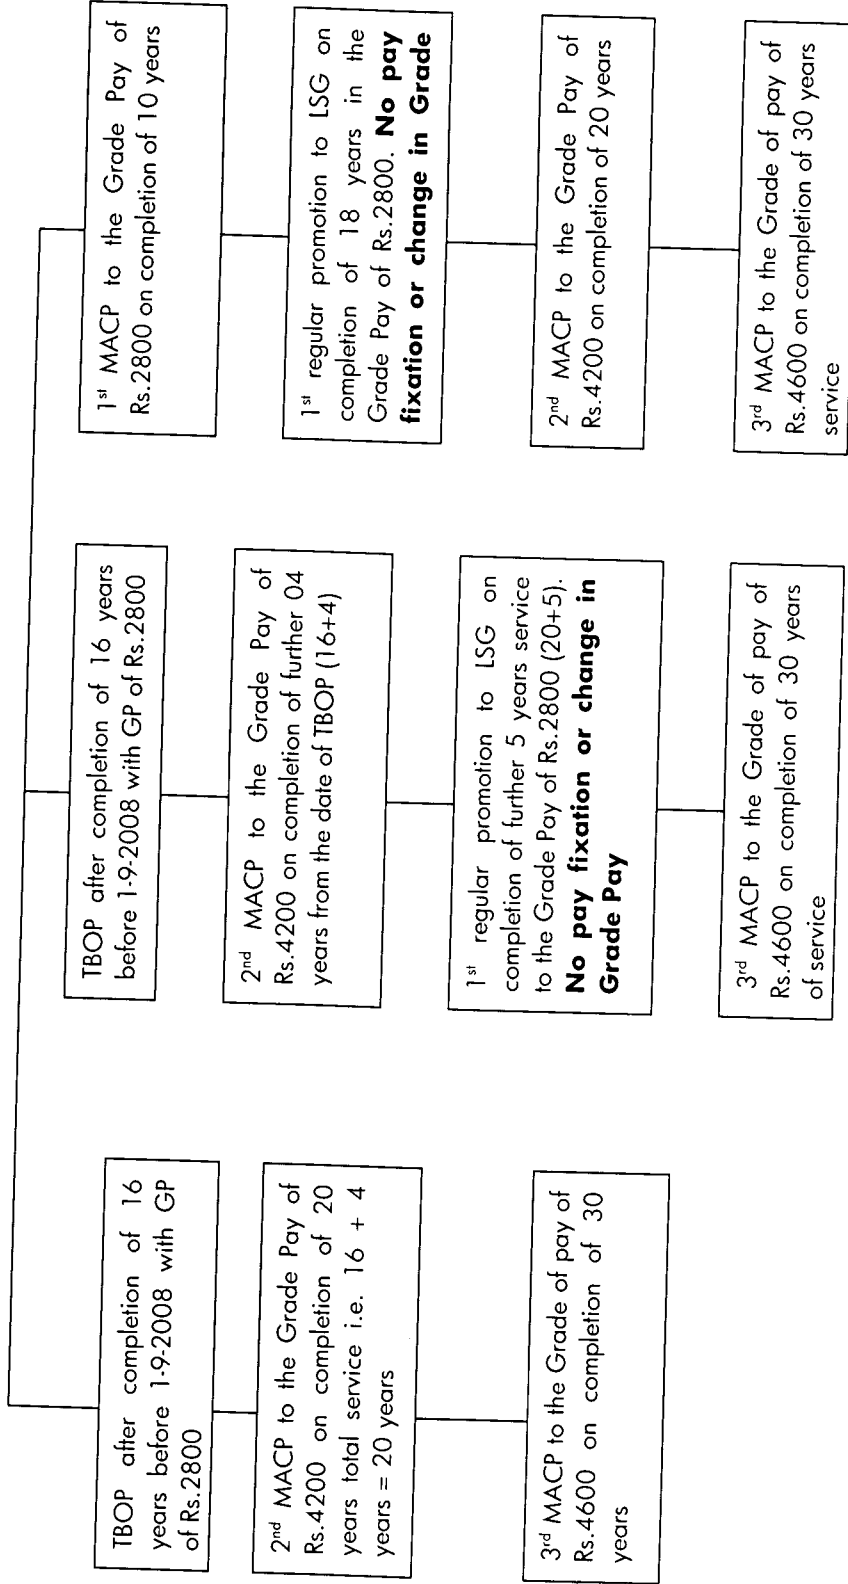 TBOP after completion of 16
years before 1-9-2008 with GP
of Rs.2800
2nd MACP to the Grade Pay of
Rs.4200 on completion of 20
years total service i.e. 16 + 4
years = 20 years
3rd MACP to the Grade of pay of
Rs.4600 on completion of 30
years
TBOP after completion of 16 years
before 1-9-2008 with GP of Rs.2800
2nd MACP to the Grade Pay of
Rs.4200 on completion of further 04
years from the date of TBOP (16+4)
1st regular promotion to LSG on
completion of further 5 years service
to the Grade Pay of Rs.2800 (20+5).
No pay fixation or change in
Grade Pay
3rd MACP to the Grade of pay of
Rs.4600 on completion of 30 years
of service
1st MACP to the Grade Pay of
Rs.2800 on completion of 10 years
1st regular promotion to LSG on
completion of 18 years in the
Grade Pay of Rs.2800. No pay
fixation or change in Grade
2nd MACP to the Grade Pay of
Rs.4200 on completion of 20 years
3rd MACP to the Grade of pay of
Rs.4600 on completion of 30 years
service